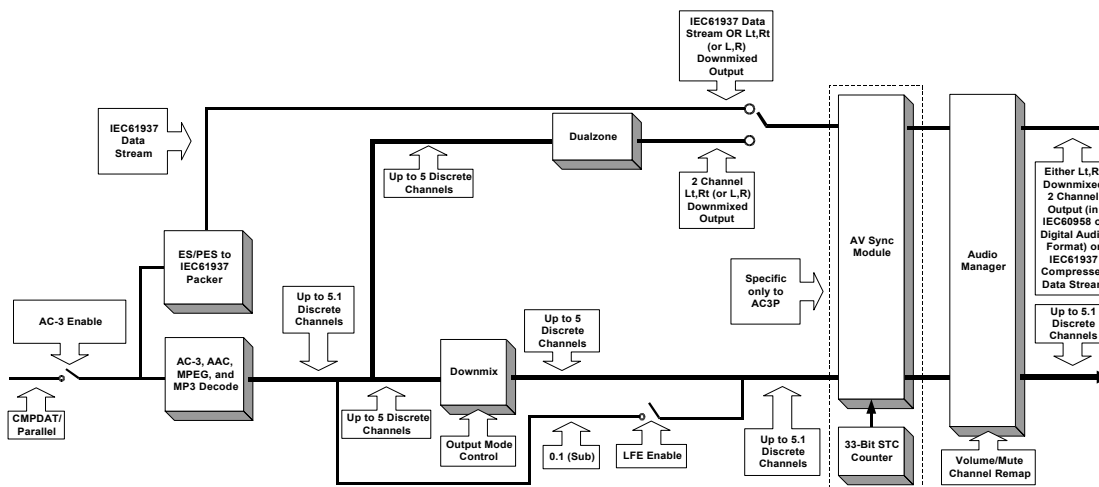 IEC61937 Data
Stream OR Lt,Rt
(or L,R)
Downmixed
Output
IEC61937
Data
Stream
Dualzone
Up to 5 Discrete
Channels
2 Channel
Lt,Rt (or L,R)
Downmixed
Output
AV Sync
Module
Audio
Manager
Either Lt,R
Downmixe
2 Channel
Output (in
IEC60958 o
Digital Audi
Format) or
IEC61937
Compresse
Data Stream
ES/PES to
IEC61937
Packer
Specific
only to
AC3P
AC-3 Enable
Up to 5.1
Discrete
Channels
Up to 5
Discrete
Channels
Up to 5.1
Discrete
Channels
AC-3, AAC,
MPEG, and
MP3 Decode
Downmix
CMPDAT/
Parallel
Up to 5 Discrete
Channels
Output Mode
Control
0.1 (Sub)
LFE Enable
Up to 5.1
Discrete
Channels
33-Bit STC
Counter
Volume/Mute
Channel Remap